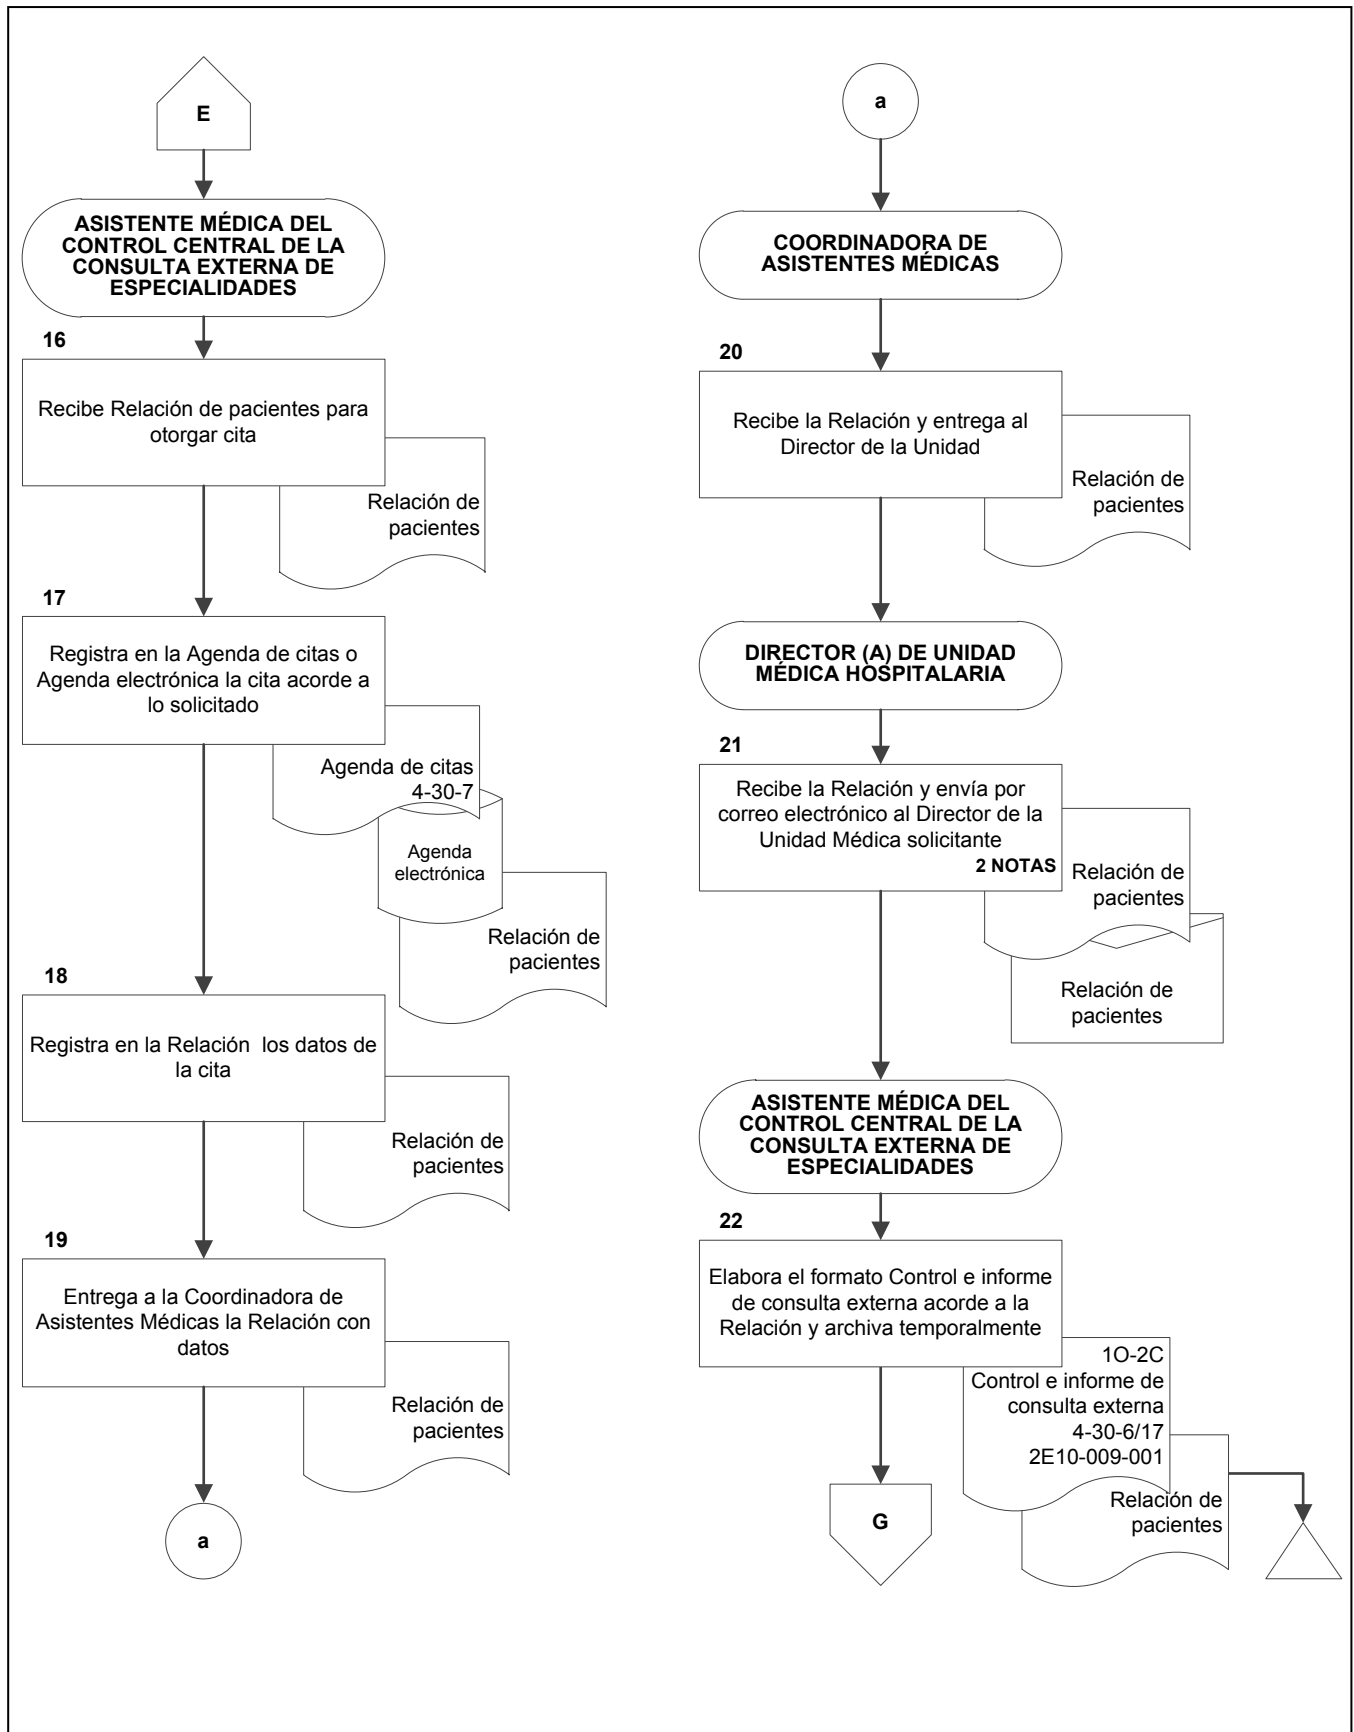 E
ASISTENTE MÉDICA DEL
CONTROL CENTRAL DE LA
CONSULTA EXTERNA DE
ESPECIALIDADES
16
Recibe Relación de pacientes para
otorgar cita
Relación de
pacientes
17
Registra en la Agenda de citas o
Agenda electrónica la cita acorde a
lo solicitado
Agenda de citas
4-30-7
Agenda
electrónica
Relación de
pacientes
18
Registra en la Relación los datos de
la cita
Relación de
pacientes
19
Entrega a la Coordinadora de
Asistentes Médicas la Relación con
datos
Relación de
pacientes
a
a
COORDINADORA DE
ASISTENTES MÉDICAS
20
Recibe la Relación y entrega al
Director de la Unidad
Relación de
pacientes
DIRECTOR (A) DE UNIDAD
MÉDICA HOSPITALARIA
21
Recibe la Relación y envía por
correo electrónico al Director de la
Unidad Médica solicitante
2 NOTAS
Relación de
pacientes
Relación de
pacientes
ASISTENTE MÉDICA DEL
CONTROL CENTRAL DE LA
CONSULTA EXTERNA DE
ESPECIALIDADES
22
Elabora el formato Control e informe
de consulta externa acorde a la
Relación y archiva temporalmente
1O-2C
Control e informe de
consulta externa
4-30-6/17
2E10-009-001
Relación de
pacientes
G